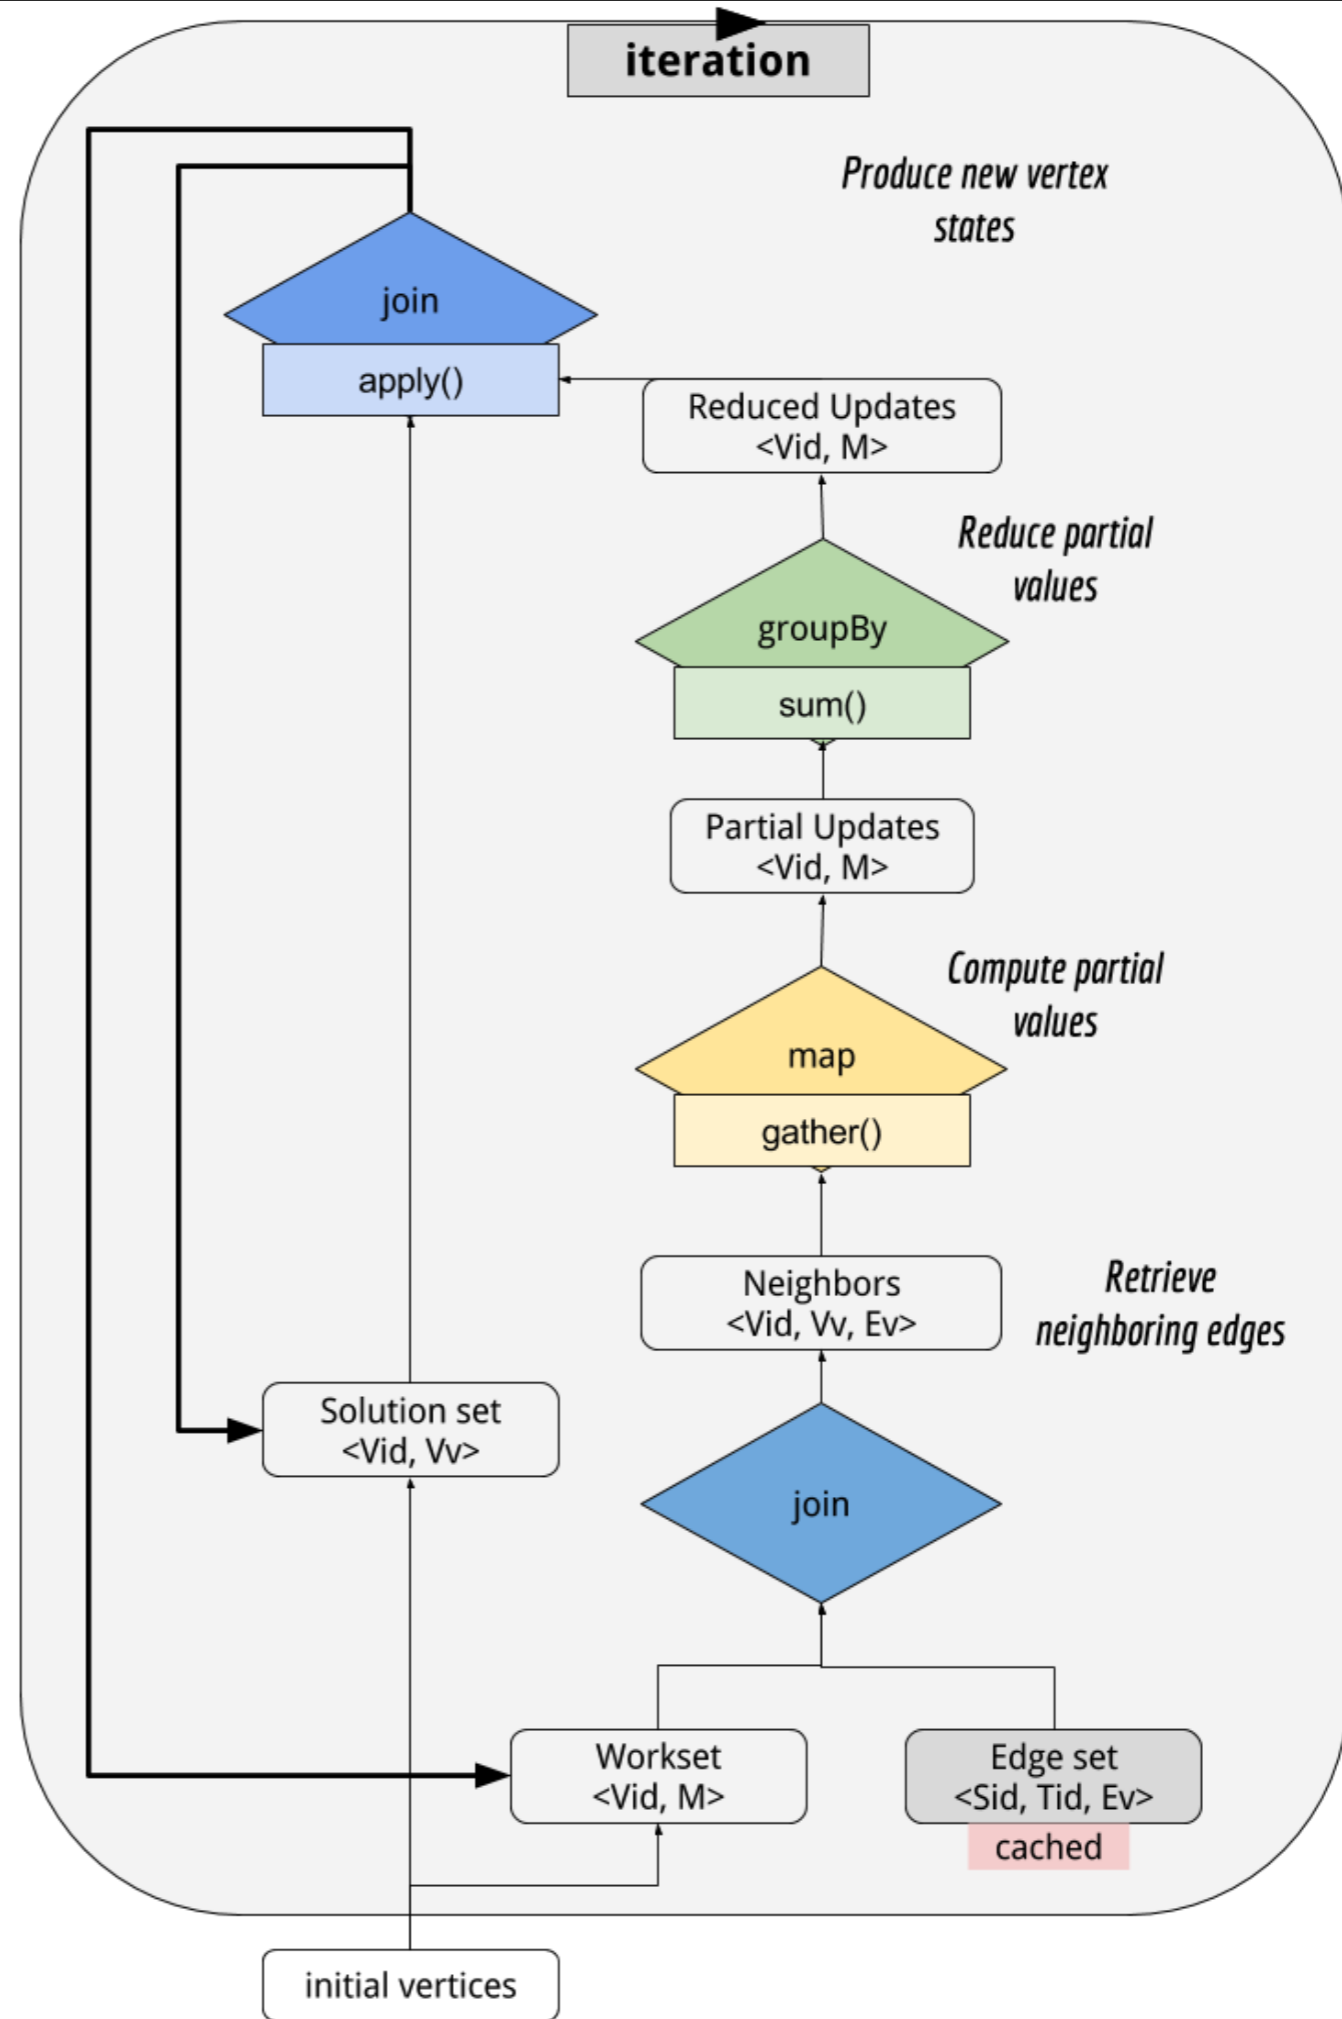 iteration
Produce new vertex
states
join
apply()
Reduced Updates
<Vid, M>
Reduce partial
values
groupBy
sum()
Partial Updates
<Vid, M>
Compute partial
values
map
gather()
Neighbors
<Vid, Vv, Ev>
Retrieve
neighboring edges
Solution set
<Vid, Vv>
join
Workset
<Vid, M>
Edge set
<Sid, Tid, Ev>
cached
initial vertices